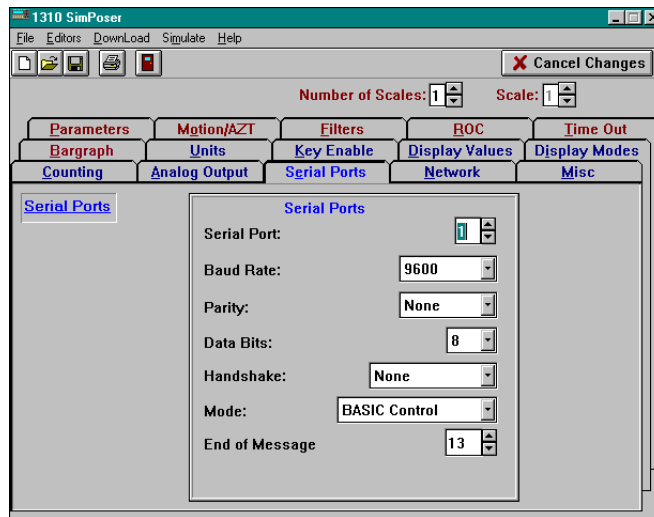 1310 SimPoser
File Editors DownLoad Simulate Help
Cancel Changes
Number of Scales: 1 Scale: 1
Parameters Motion/AZT Filters ROC Time Out
Bargraph Units Key Enable Display Values Display Modes
Counting Analog Output Serial Ports Network Misc
Serial Ports
Serial Ports
Serial Port: 1
Baud Rate: 9600
Parity: None
Data Bits: 8
Handshake: None
Mode: BASIC Control
End of Message 13